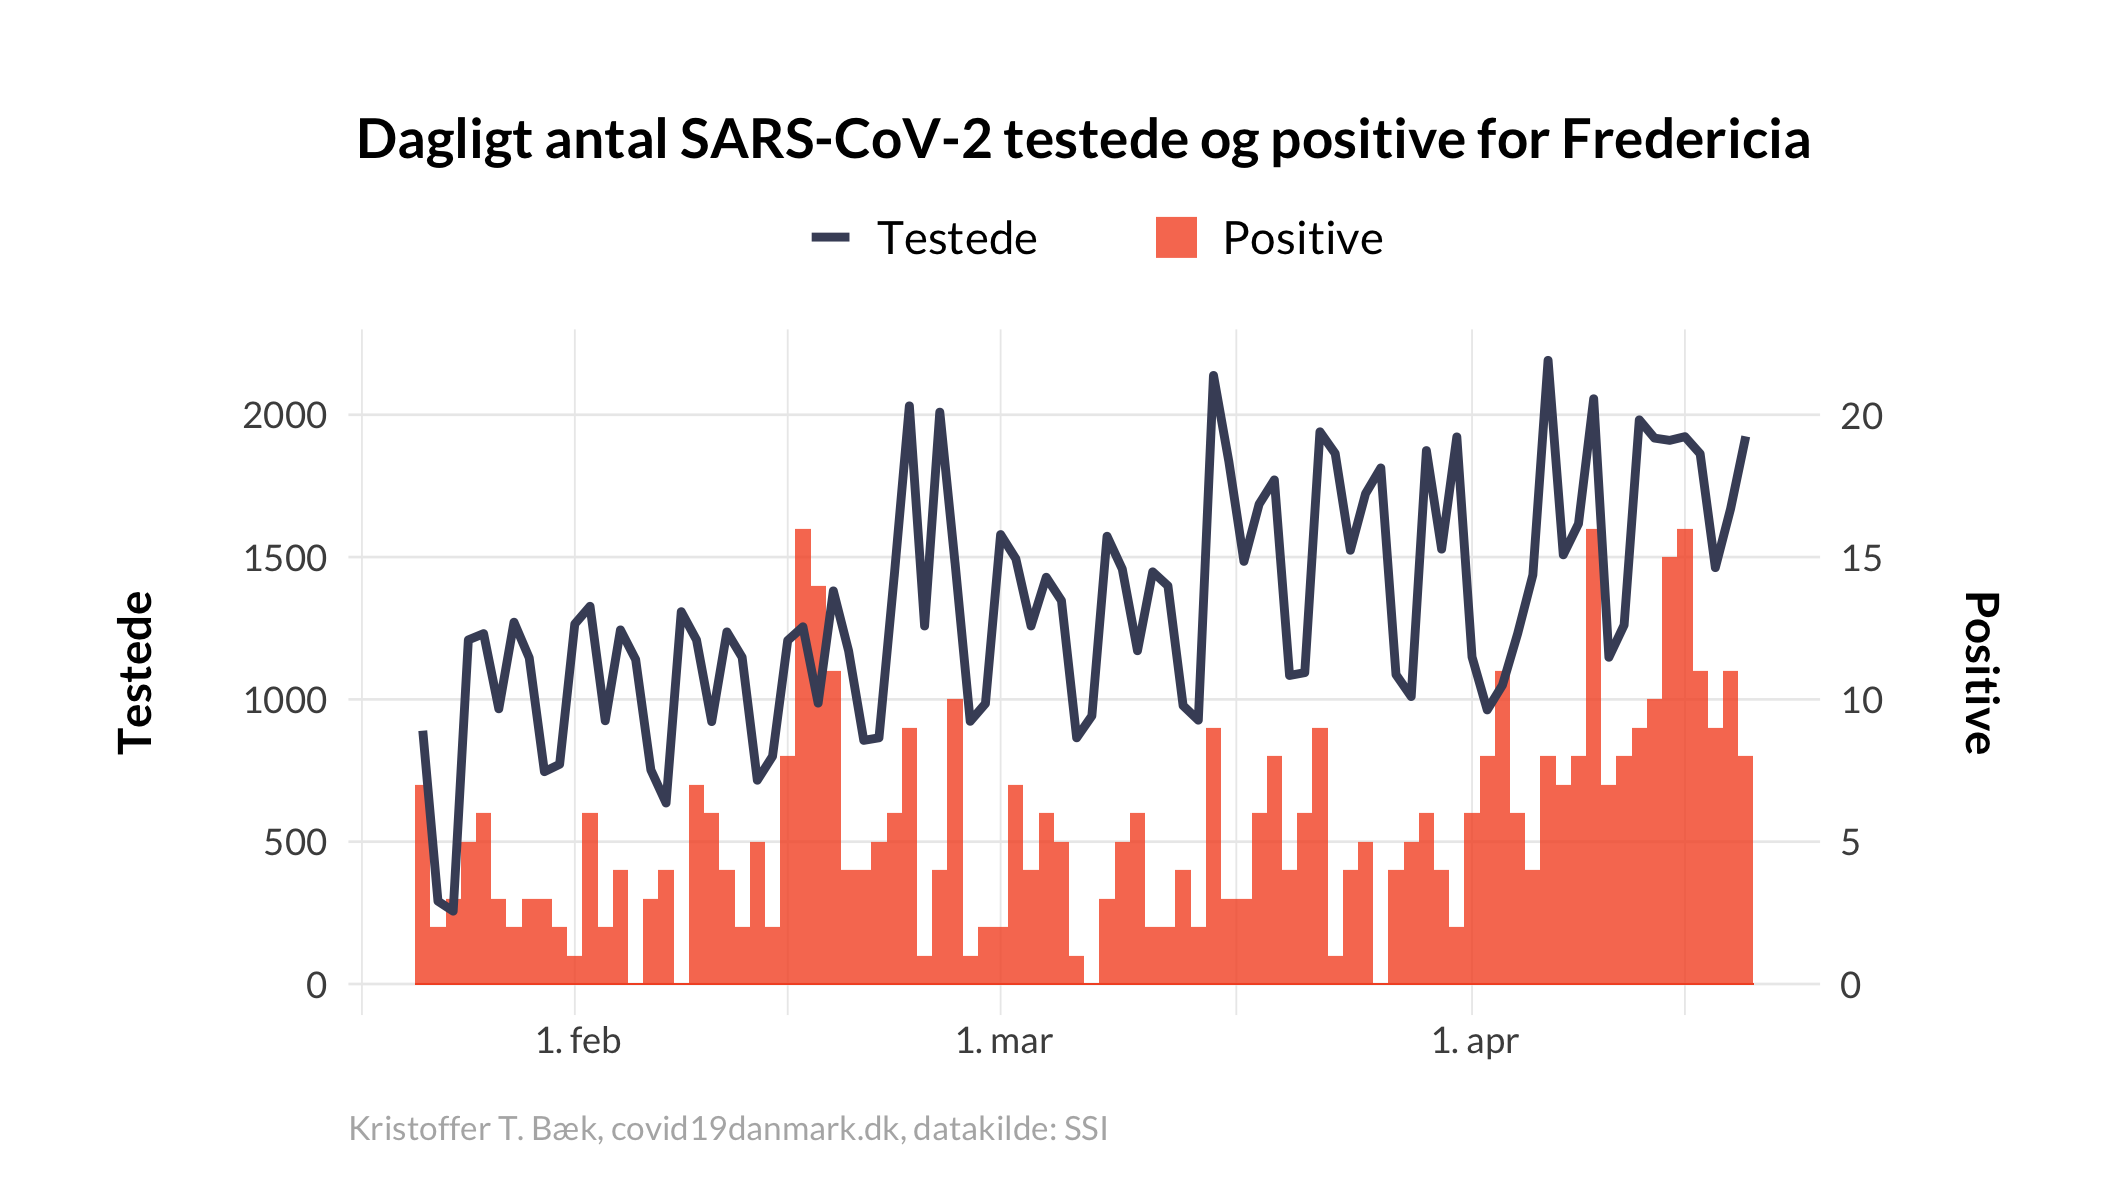 Dagligt antal SARS-CoV-2 testede og positive for Fredericia
Testede
Positive
2000
1500
1000
500
0
Testede
20
15
10
5
0
Positive
1. feb
1. mar
1. apr
Kristoffer T. Bæk, covid19danmark.dk, datakilde: SSI